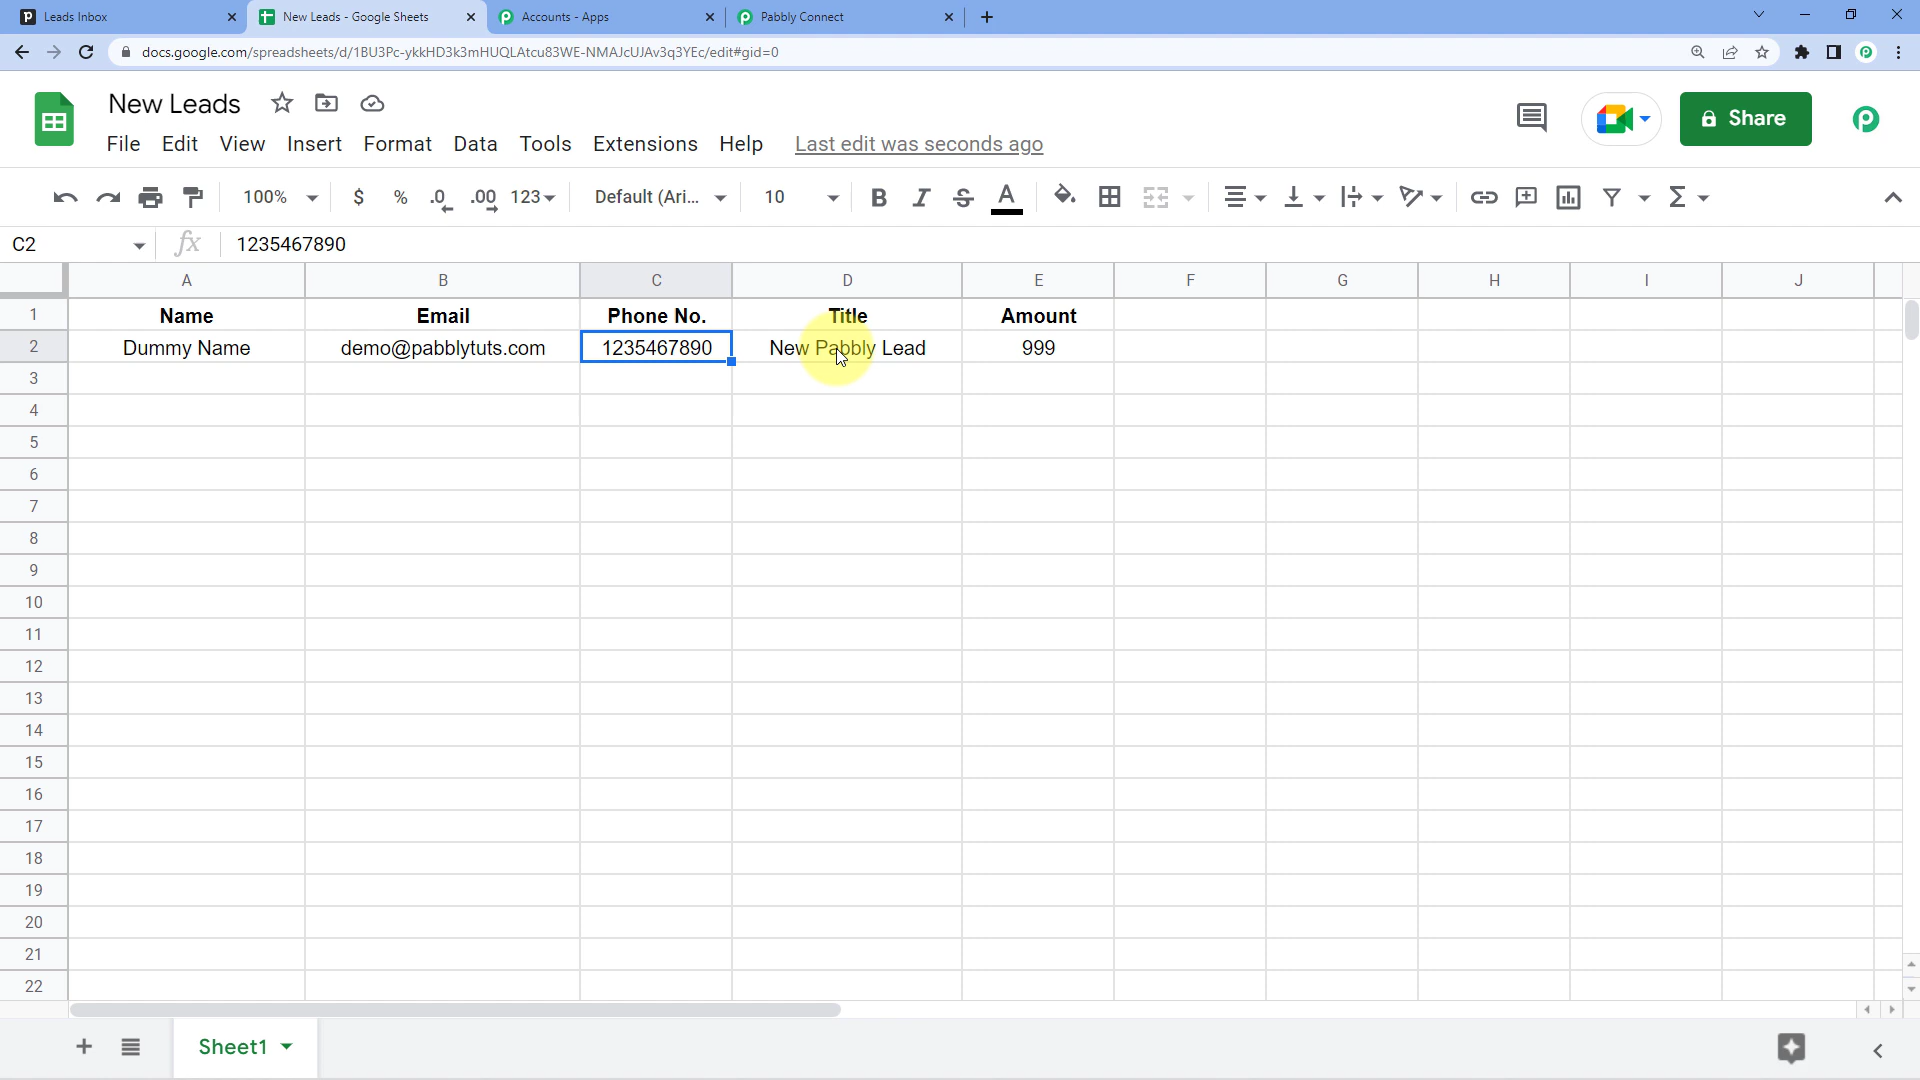 Leads Inbox
New Leads - Google Sheets
Accounts - Apps
Pabbly Connect
docs.google.com/spreadsheets/d/1BU3Pc-ykkHD3k3mHUQLAtcu83WE-NMAJcUJAv3q3YEc/edit#gid=0
New Leads
Share
File Edit View Insert Format Data Tools Extensions Help Last edit was seconds ago
100% $ % .0 .00 123 Default (Ari... 10 B I S A
C2 fx 1235467890
A B C D E F G H I J
1 Name Email Phone No. Title Amount
2 Dummy Name demo@pabblytuts.com 1235467890 New Pabbly Lead 999
3
4
5
6
7
8
9
10
11
12
13
14
15
16
17
18
19
20
21
22
Sheet1